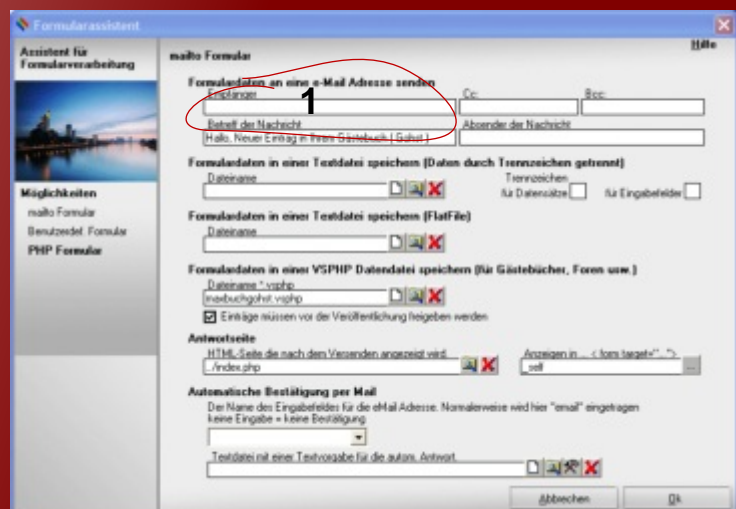 Formularassistent
Assistent für
Formularverarbeitung
Möglichkeiten
mailto Formular
Benutzerdef. Formular
PHP Formular
Hilfe
mailto Formular
Formulardaten an eine e-Mail Adresse senden
Empfänger
Cc:
Bcc:
1
Betreff der Nachricht
Absender der Nachricht
Hallo, Neuer Eintrag in Ihrem Gästebuch ( Gohst )
Formulardaten in einer Textdatei speichern (Daten durch Trennzeichen getrennt)
Dateiname
Trennzeichen
für Datensätze
für Eingabefelder
Formulardaten in einer Textdatei speichern (FlatFile)
Dateiname
Formulardaten in einer VSPHP Datendatei speichern (für Gästebücher, Foren usw.)
Dateiname *.vsphp
maxbuchgohst.vsphp
Einträge müssen vor der Veröffentlichung freigeben werden
Antwortseite
HTML-Seite die nach dem Versenden angezeigt wird.
Anzeigen in ... < form target="..">
../index.php
_self
...
Automatische Bestätigung per Mail
Der Name des Eingabefeldes für die eMail Adresse. Normalerweise wird hier "email" eingetragen
keine Eingabe = keine Bestätigung
Textdatei mit einer Textvorgabe für die autom. Antwort.
Abbrechen
Ok